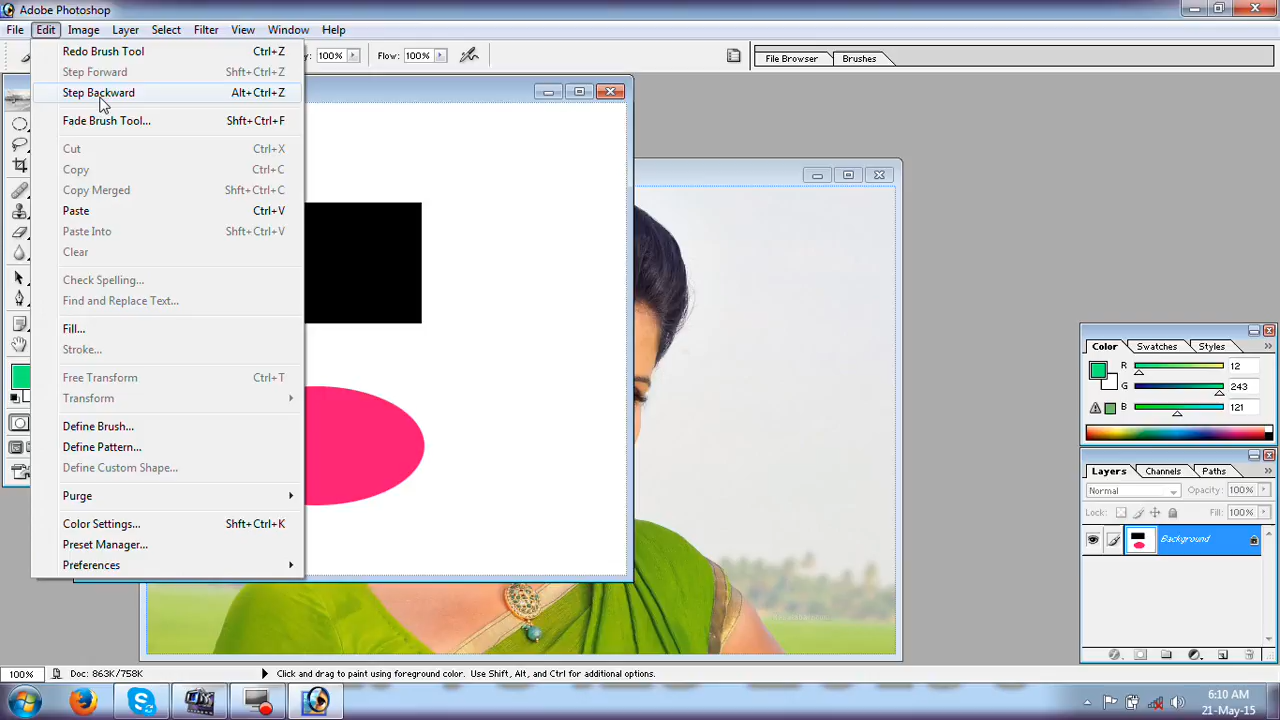 Adobe Photoshop
File Edit Image Layer Select Filter View Window Help
100% Flow: 100% File Browser Brushes
Redo Brush Tool Ctrl+Z
Step Forward Shft+Ctrl+Z
Step Backward Alt+Ctrl+Z
Fade Brush Tool... Shft+Ctrl+F
Cut Ctrl+X
Copy Ctrl+C
Copy Merged Shft+Ctrl+C
Paste Ctrl+V
Paste Into Shft+Ctrl+V
Clear
Check Spelling...
Find and Replace Text...
Fill...
Stroke...
Free Transform Ctrl+T
Transform
Define Brush...
Define Pattern...
Define Custom Shape...
Purge
Color Settings... Shft+Ctrl+K
Preset Manager...
Preferences
Color Swatches Styles
R 12
G 243
B 121
Layers Channels Paths
Normal Opacity: 100%
Lock: Fill: 100%
Background
100% Doc: 863K/758K Click and drag to paint using foreground color. Use Shift, Alt, and Ctrl for additional options.
6:10 AM
21-May-15